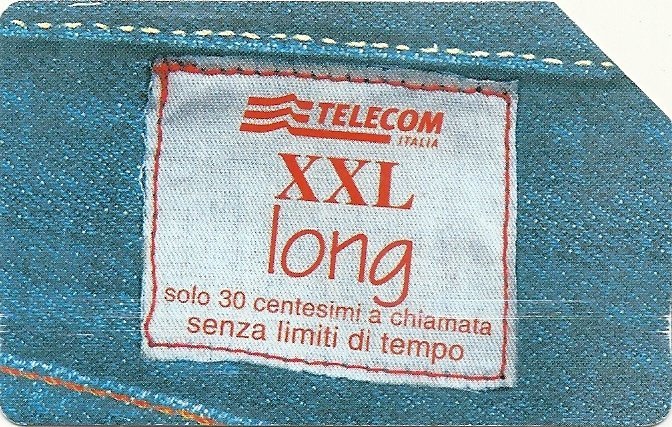 TELECOM
ITALIA
XXL
long
solo 30 centesimi a chiamata
senza limiti di tempo